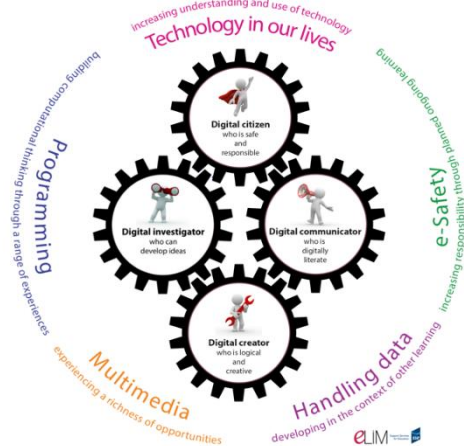 increasing understanding and use of technology
Technology in our lives
building computational thinking through a range of experiences
Programming
e-Safety
increasing responsibility through planned ongoing learning
Digital citizen
who is safe
and
responsible
Digital investigator
who can
develop ideas
Digital communicator
who is
digitally
literate
Digital creator
who is logical
and
creative
Multimedia
experiencing a richness of opportunities
Handling data
developing in the context of other learning
eLIM